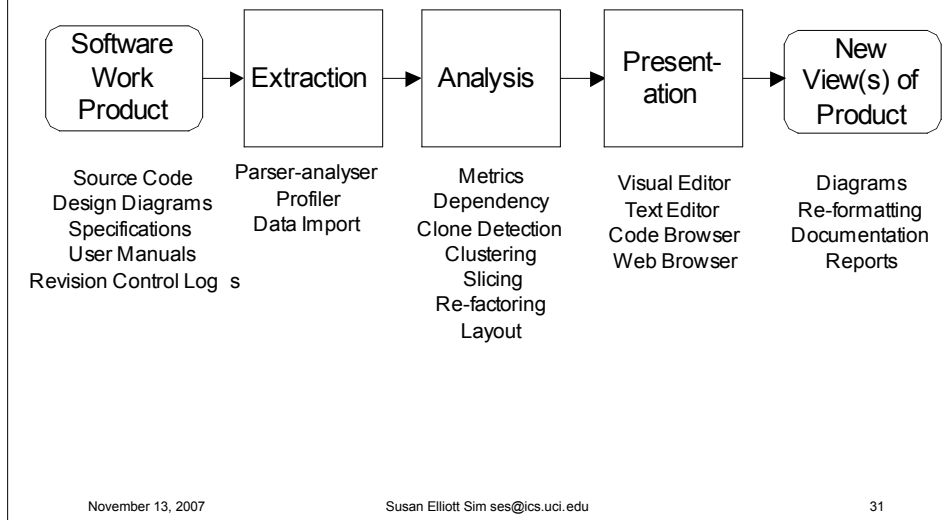 Software
Work
Product
Extraction
Analysis
Present-
ation
New
View(s) of
Product
Source Code
Design Diagrams
Specifications
User Manuals
Revision Control Log s
Parser-analyser
Profiler
Data Import
Metrics
Dependency
Clone Detection
Clustering
Slicing
Re-factoring
Layout
Visual Editor
Text Editor
Code Browser
Web Browser
Diagrams
Re-formatting
Documentation
Reports
November 13, 2007
Susan Elliott Sim ses@ics.uci.edu
31